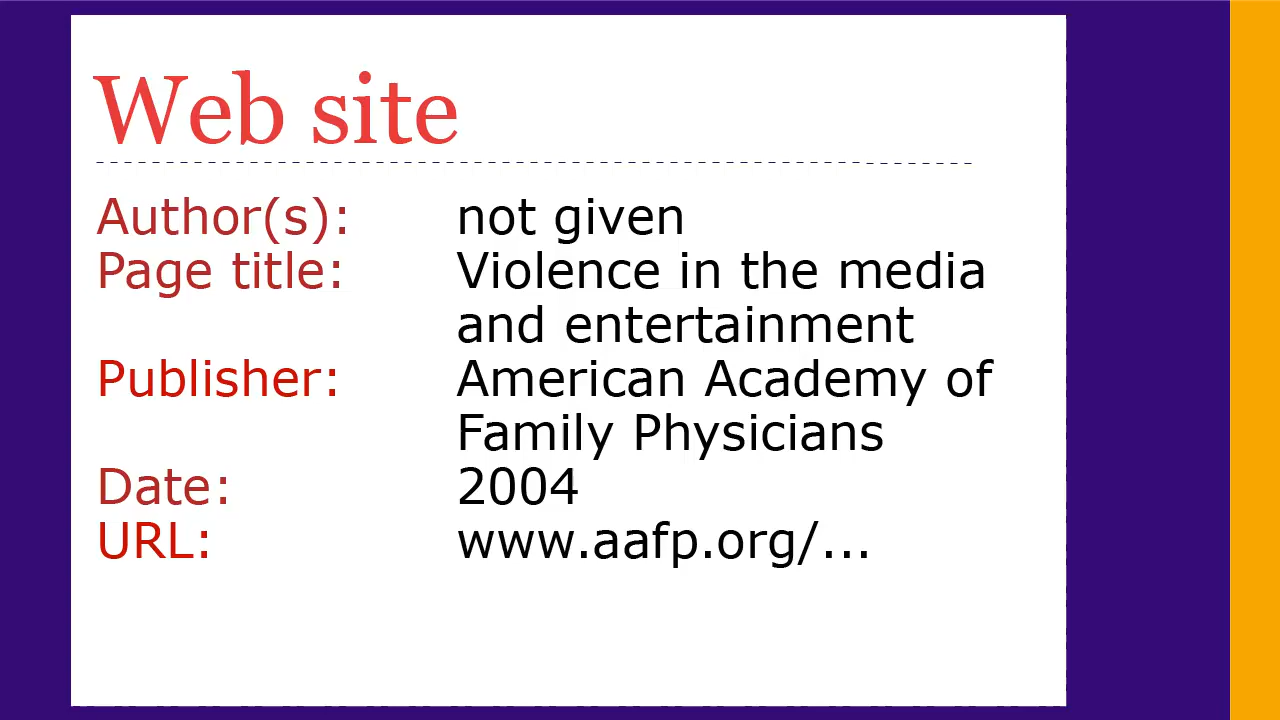 Web site
Author(s): not given
Page title: Violence in the media
and entertainment
Publisher: American Academy of
Family Physicians
Date: 2004
URL: www.aafp.org/...